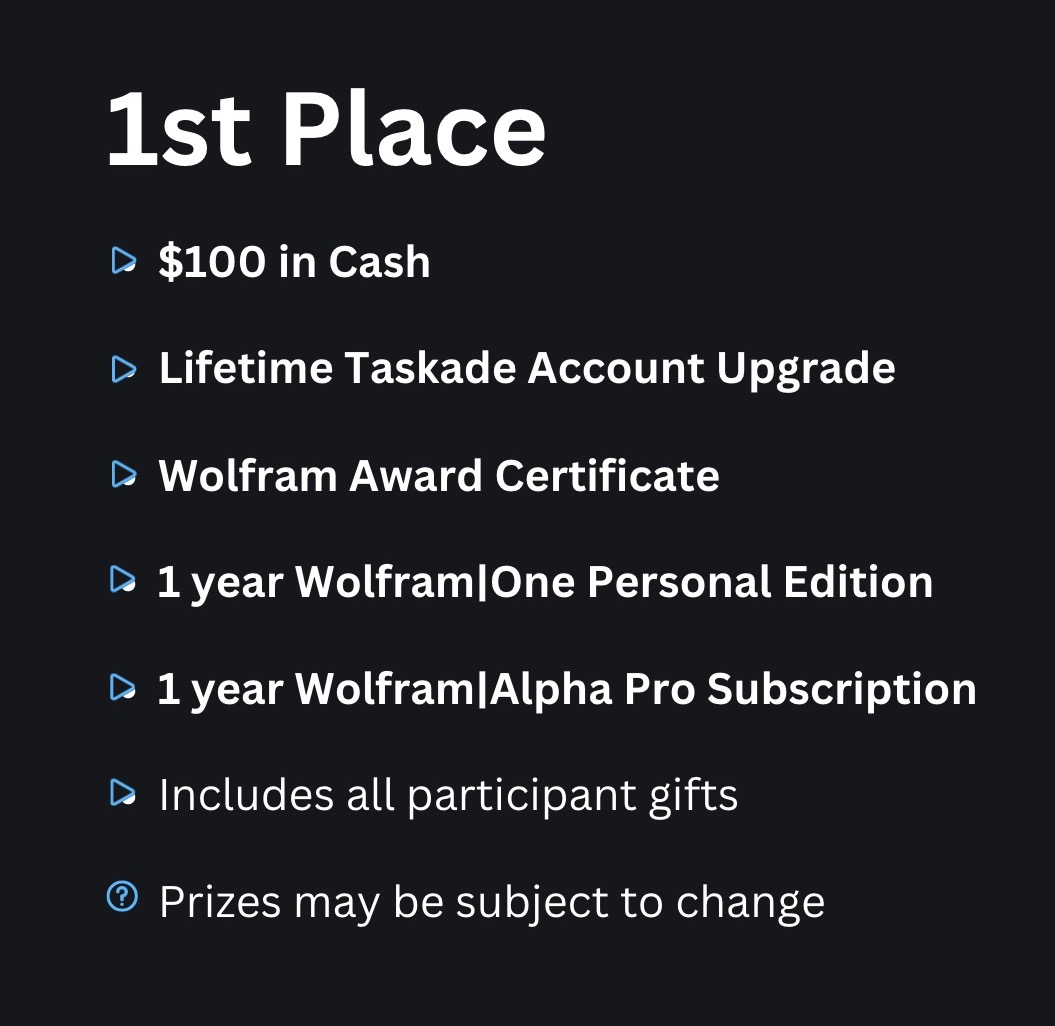 1st Place
$100 in Cash
Lifetime Taskade Account Upgrade
Wolfram Award Certificate
1 year Wolfram|One Personal Edition
1 year Wolfram|Alpha Pro Subscription
Includes all participant gifts
Prizes may be subject to change